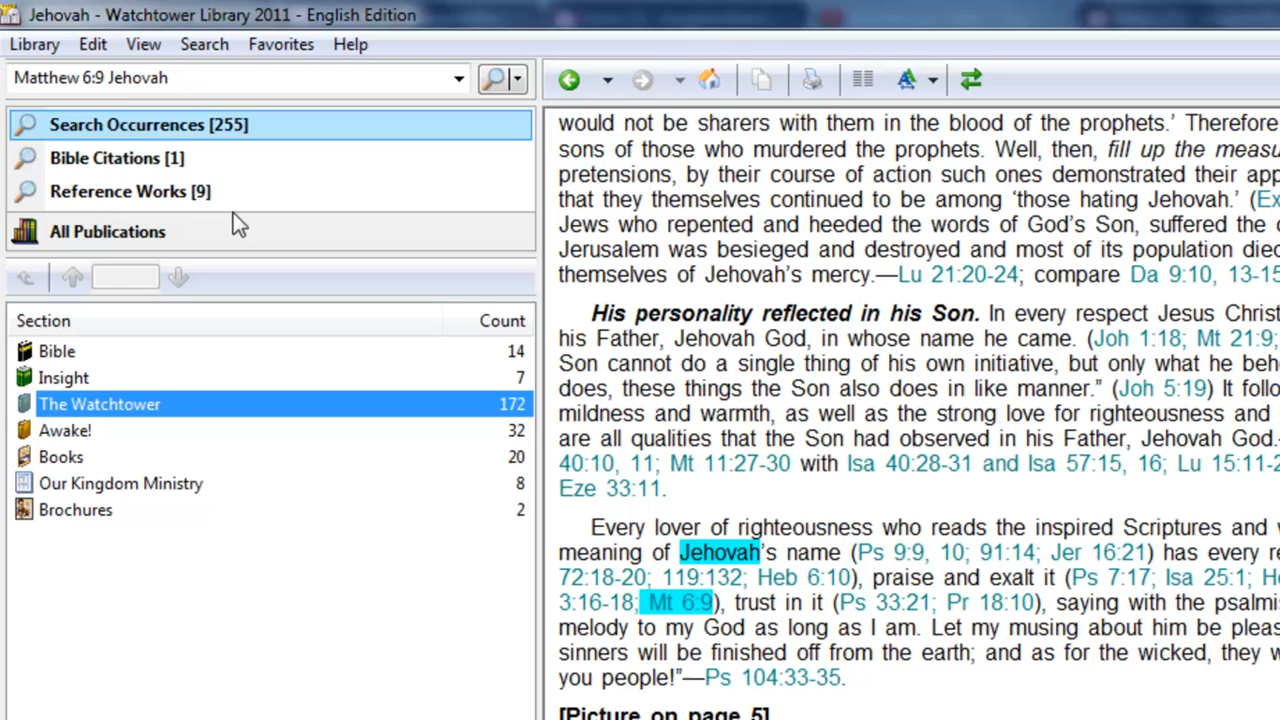 Jehovah - Watchtower Library 2011 - English Edition
Library Edit View Search Favorites Help
Matthew 6:9 Jehovah
Search Occurrences [255]
Bible Citations [1]
Reference Works [9]
All Publications
Section Count
Bible 14
Insight 7
The Watchtower 172
Awake! 32
Books 20
Our Kingdom Ministry 8
Brochures 2
would not be sharers with them in the blood of the prophets.’ Therefore
sons of those who murdered the prophets. Well, then, fill up the
pretensions, by their course of action such ones demonstrated their
that they themselves continued to be among ‘those hating Jehovah.’
Jews who repented and heeded the words of God’s Son, suffered the
Jerusalem was besieged and destroyed and most of its population
themselves of Jehovah’s mercy.—Lu 21:20-24; compare Da 9:10,
His personality reflected in his Son. In every respect Jesus
his Father, Jehovah God, in whose name he came. (Joh 1:18; Mt 21:9;
Son cannot do a single thing of his own initiative, but only what he
does, these things the Son also does in like manner.” (Joh 5:19) It
mildness and warmth, as well as the strong love for righteousness and
are all qualities that the Son had observed in his Father, Jehovah God.
40:10, 11; Mt 11:27-30 with Isa 40:28-31 and Isa 57:15, 16; Lu
Eze 33:11.
Every lover of righteousness who reads the inspired Scriptures and
meaning of Jehovah’s name (Ps 9:9, 10; 91:14; Jer 16:21) has every
72:18-20; 119:132; Heb 6:10), praise and exalt it (Ps 7:17; Isa 25:1;
3:16-18; Mt 6:9), trust in it (Ps 33:21; Pr 18:10), saying with the
melody to my God as long as I am. Let my musing about him be
sinners will be finished off from the earth; and as for the wicked, they
you people!”—Ps 104:33-35.
[Picture on page 5]